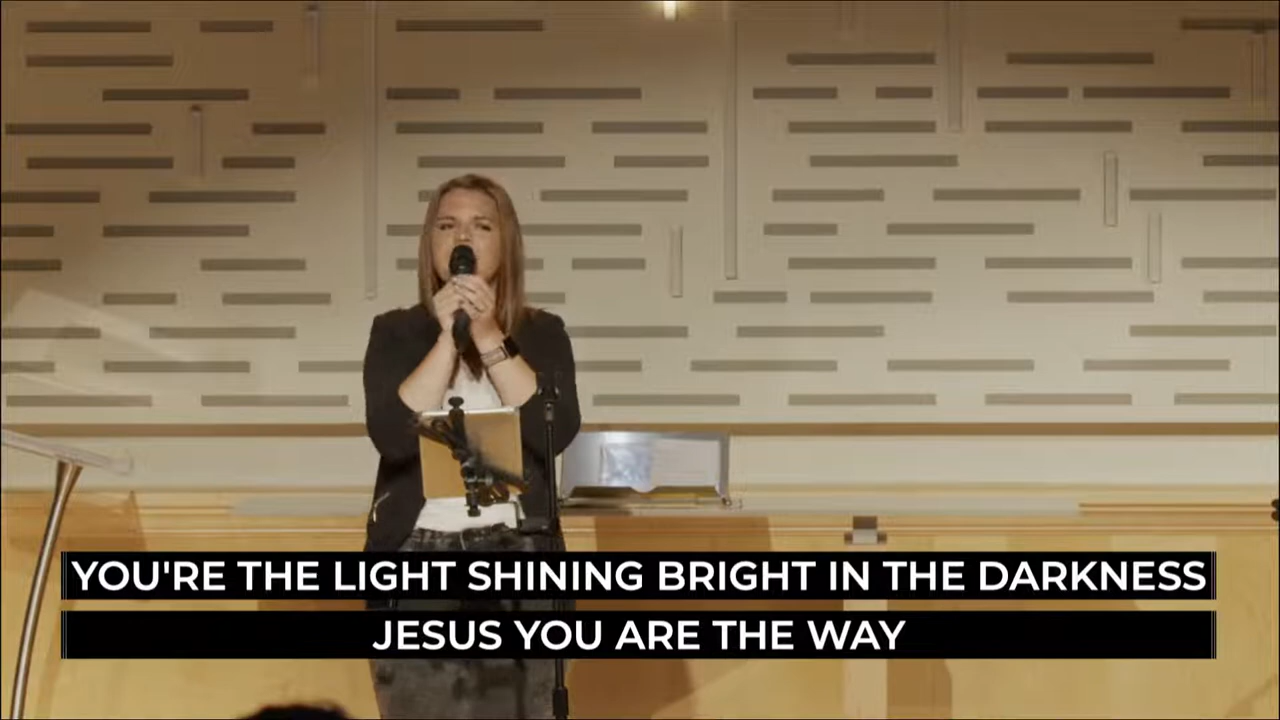 YOU'RE THE LIGHT SHINING BRIGHT IN THE DARKNESS
JESUS YOU ARE THE WAY